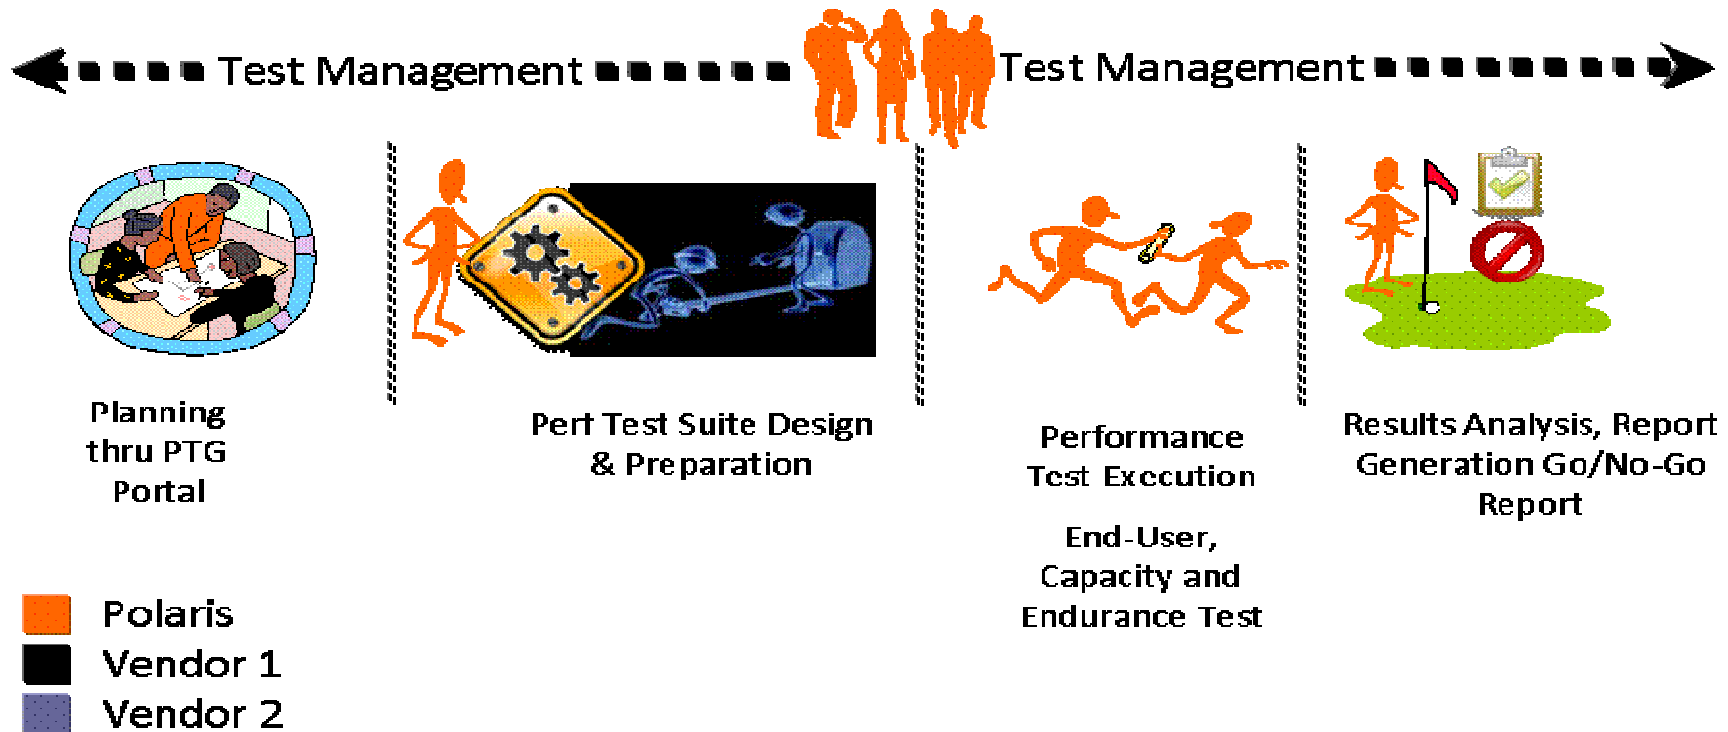 Test Management
Test Management
Planning
thru PTG
Portal
Perf Test Suite Design
& Preparation
Performance
Test Execution
End-User,
Capacity and
Endurance Test
Results Analysis, Report
Generation Go/No-Go
Report
Polaris
Vendor 1
Vendor 2